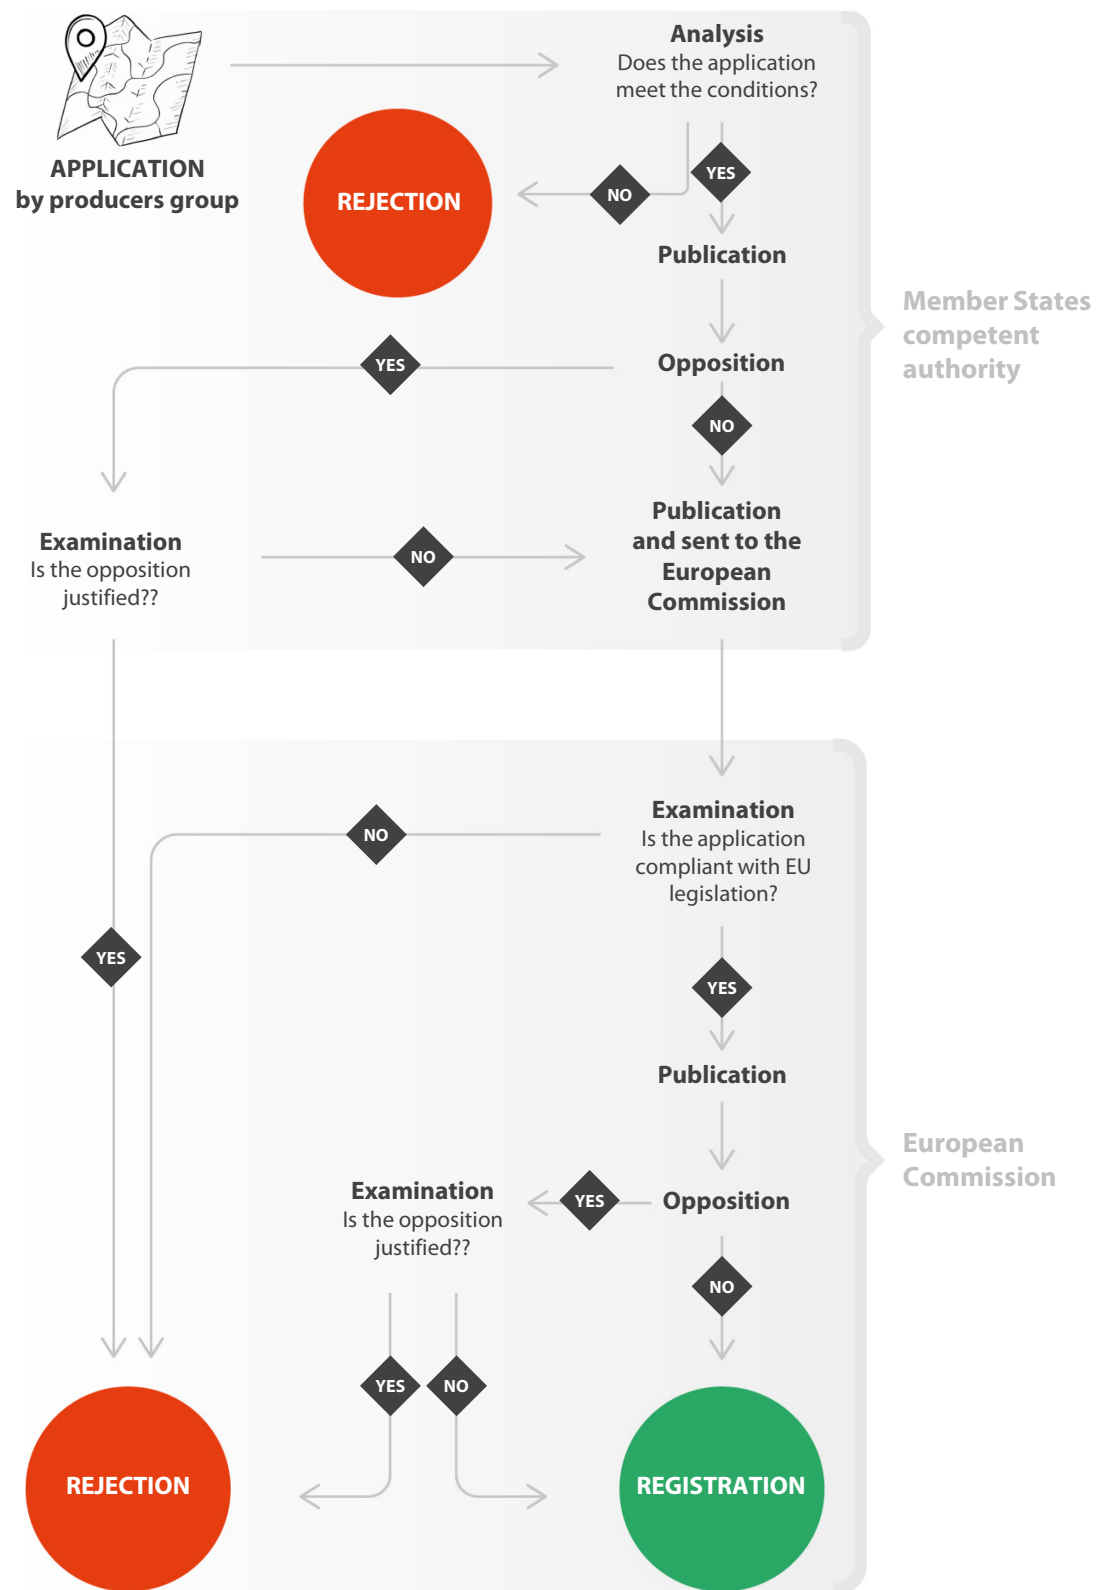 APPLICATION
by producers group
Analysis
Does the application
meet the conditions?
REJECTION
NO
YES
Publication
Member States
competent
authority
YES
Opposition
NO
Examination
Is the opposition
justified??
NO
Publication
and sent to the
European
Commission
Examination
Is the application
compliant with EU
legislation?
NO
YES
YES
Publication
European
Commission
Examination
Is the opposition
justified??
YES
Opposition
NO
YES
NO
REJECTION
REGISTRATION